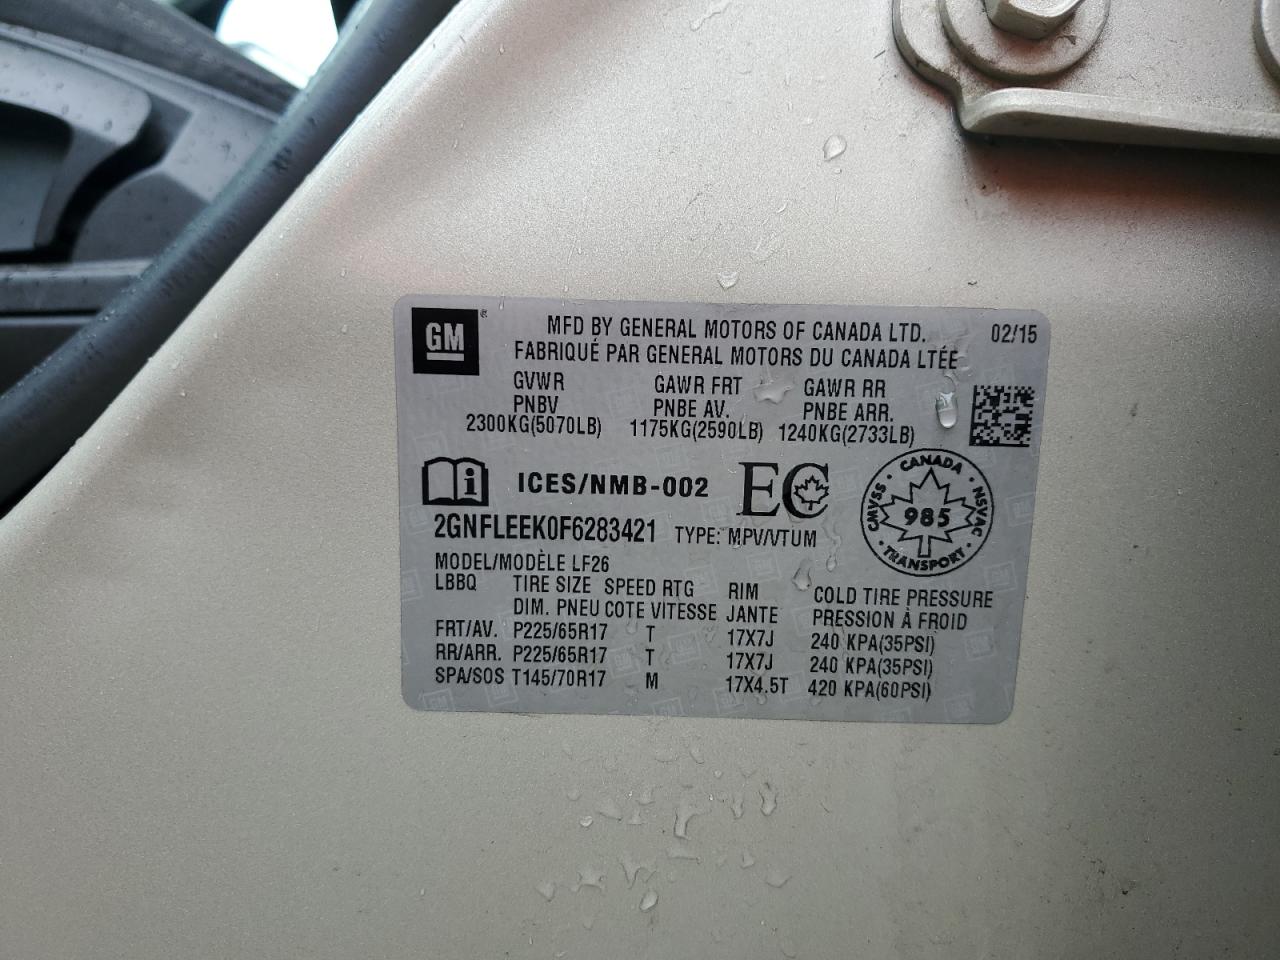 GM ®
MFD BY GENERAL MOTORS OF CANADA LTD. 02/15
FABRIQUÉ PAR GENERAL MOTORS DU CANADA LTÉE
GVWR GAWR FRT GAWR RR
PNBV PNBE AV. PNBE ARR.
2300KG(5070LB) 1175KG(2590LB) 1240KG(2733LB)
i ICES/NMB-002 EC
CANADA
CMVSS · NSVAC
985
TRANSPORT
2GNFLEEK0F6283421 TYPE: MPV/VTUM
MODEL/MODÈLE LF26
LBBQ TIRE SIZE SPEED RTG RIM COLD TIRE PRESSURE
DIM. PNEU COTE VITESSE JANTE PRESSION À FROID
FRT/AV. P225/65R17 T 17X7J 240 KPA(35PSI)
RR/ARR. P225/65R17 T 17X7J 240 KPA(35PSI)
SPA/SOS T145/70R17 M 17X4.5T 420 KPA(60PSI)